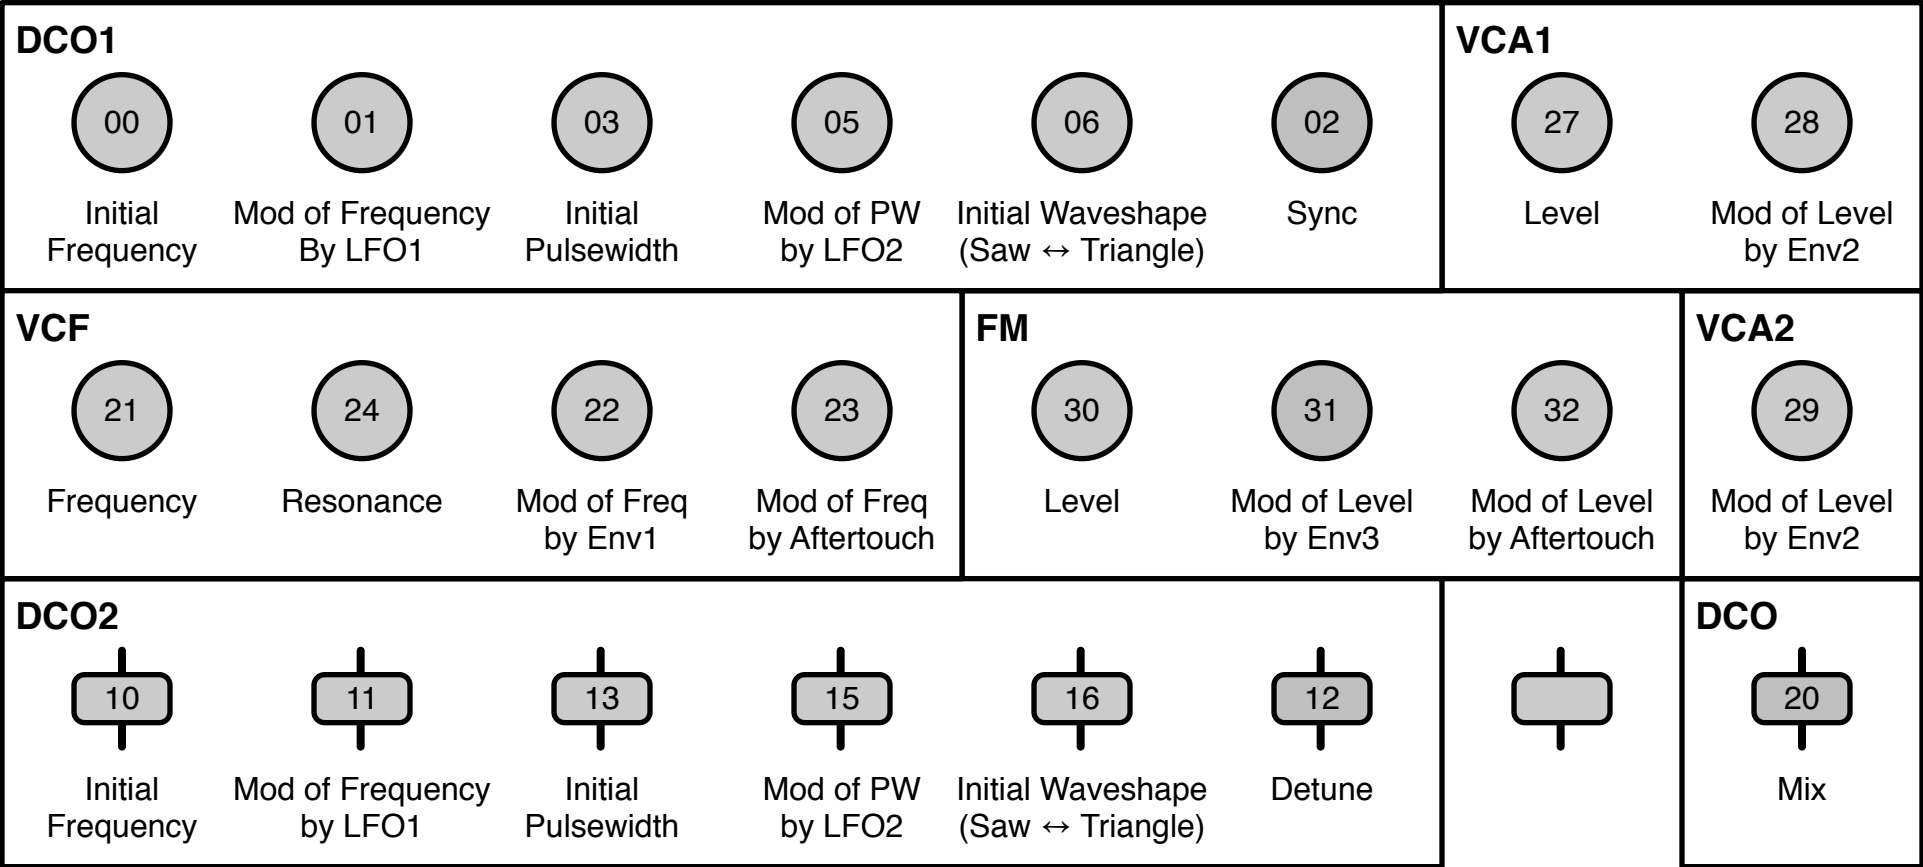 DCO1
VCA1
00
01
03
05
06
02
27
28
Initial
Frequency
Mod of Frequency
By LFO1
Initial
Pulsewidth
Mod of PW
by LFO2
Initial Waveshape
(Saw ↔ Triangle)
Sync
Level
Mod of Level
by Env2
VCF
FM
VCA2
21
24
22
23
30
31
32
29
Frequency
Resonance
Mod of Freq
by Env1
Mod of Freq
by Aftertouch
Level
Mod of Level
by Env3
Mod of Level
by Aftertouch
Mod of Level
by Env2
DCO2
DCO
10
11
13
15
16
12
20
Initial
Frequency
Mod of Frequency
by LFO1
Initial
Pulsewidth
Mod of PW
by LFO2
Initial Waveshape
(Saw ↔ Triangle)
Detune
Mix